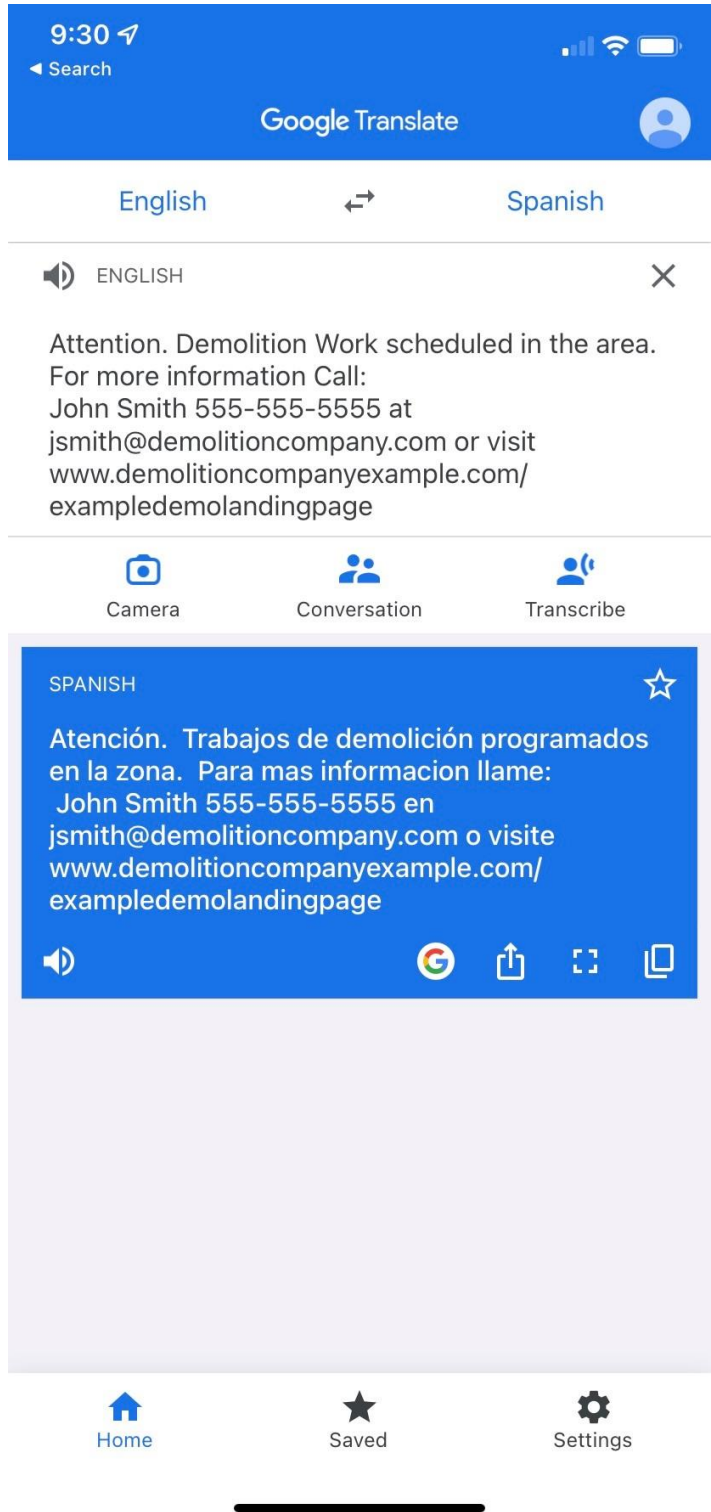 9:30
Search
Google Translate
English
Spanish
ENGLISH
Attention. Demolition Work scheduled in the area.
For more information Call:
John Smith 555-555-5555 at
jsmith@demolitioncompany.com or visit
www.demolitioncompanyexample.com/
exampledemolandingpage
Camera
Conversation
Transcribe
SPANISH
Atención.  Trabajos de demolición programados
en la zona.  Para mas informacion llame:
John Smith 555-555-5555 en
jsmith@demolitioncompany.com o visite
www.demolitioncompanyexample.com/
exampledemolandingpage
G
Home
Saved
Settings